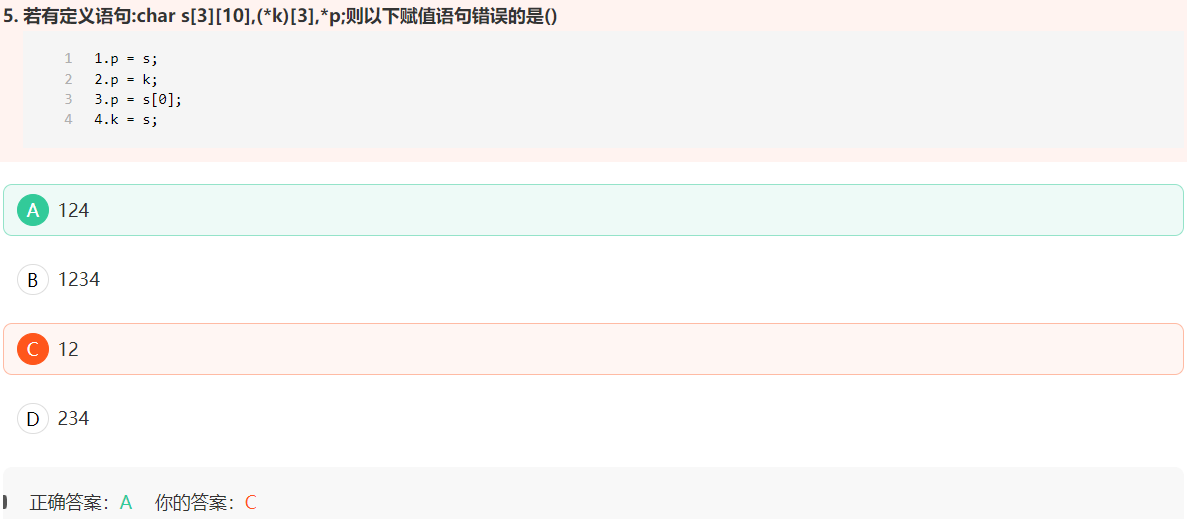 5. 若有定义语句:char s[3][10],(*k)[3],*p;则以下赋值语句错误的是()
1 1.p = s;
2 2.p = k;
3 3.p = s[0];
4 4.k = s;
A 124
B 1234
C 12
D 234
正确答案：A 你的答案：C